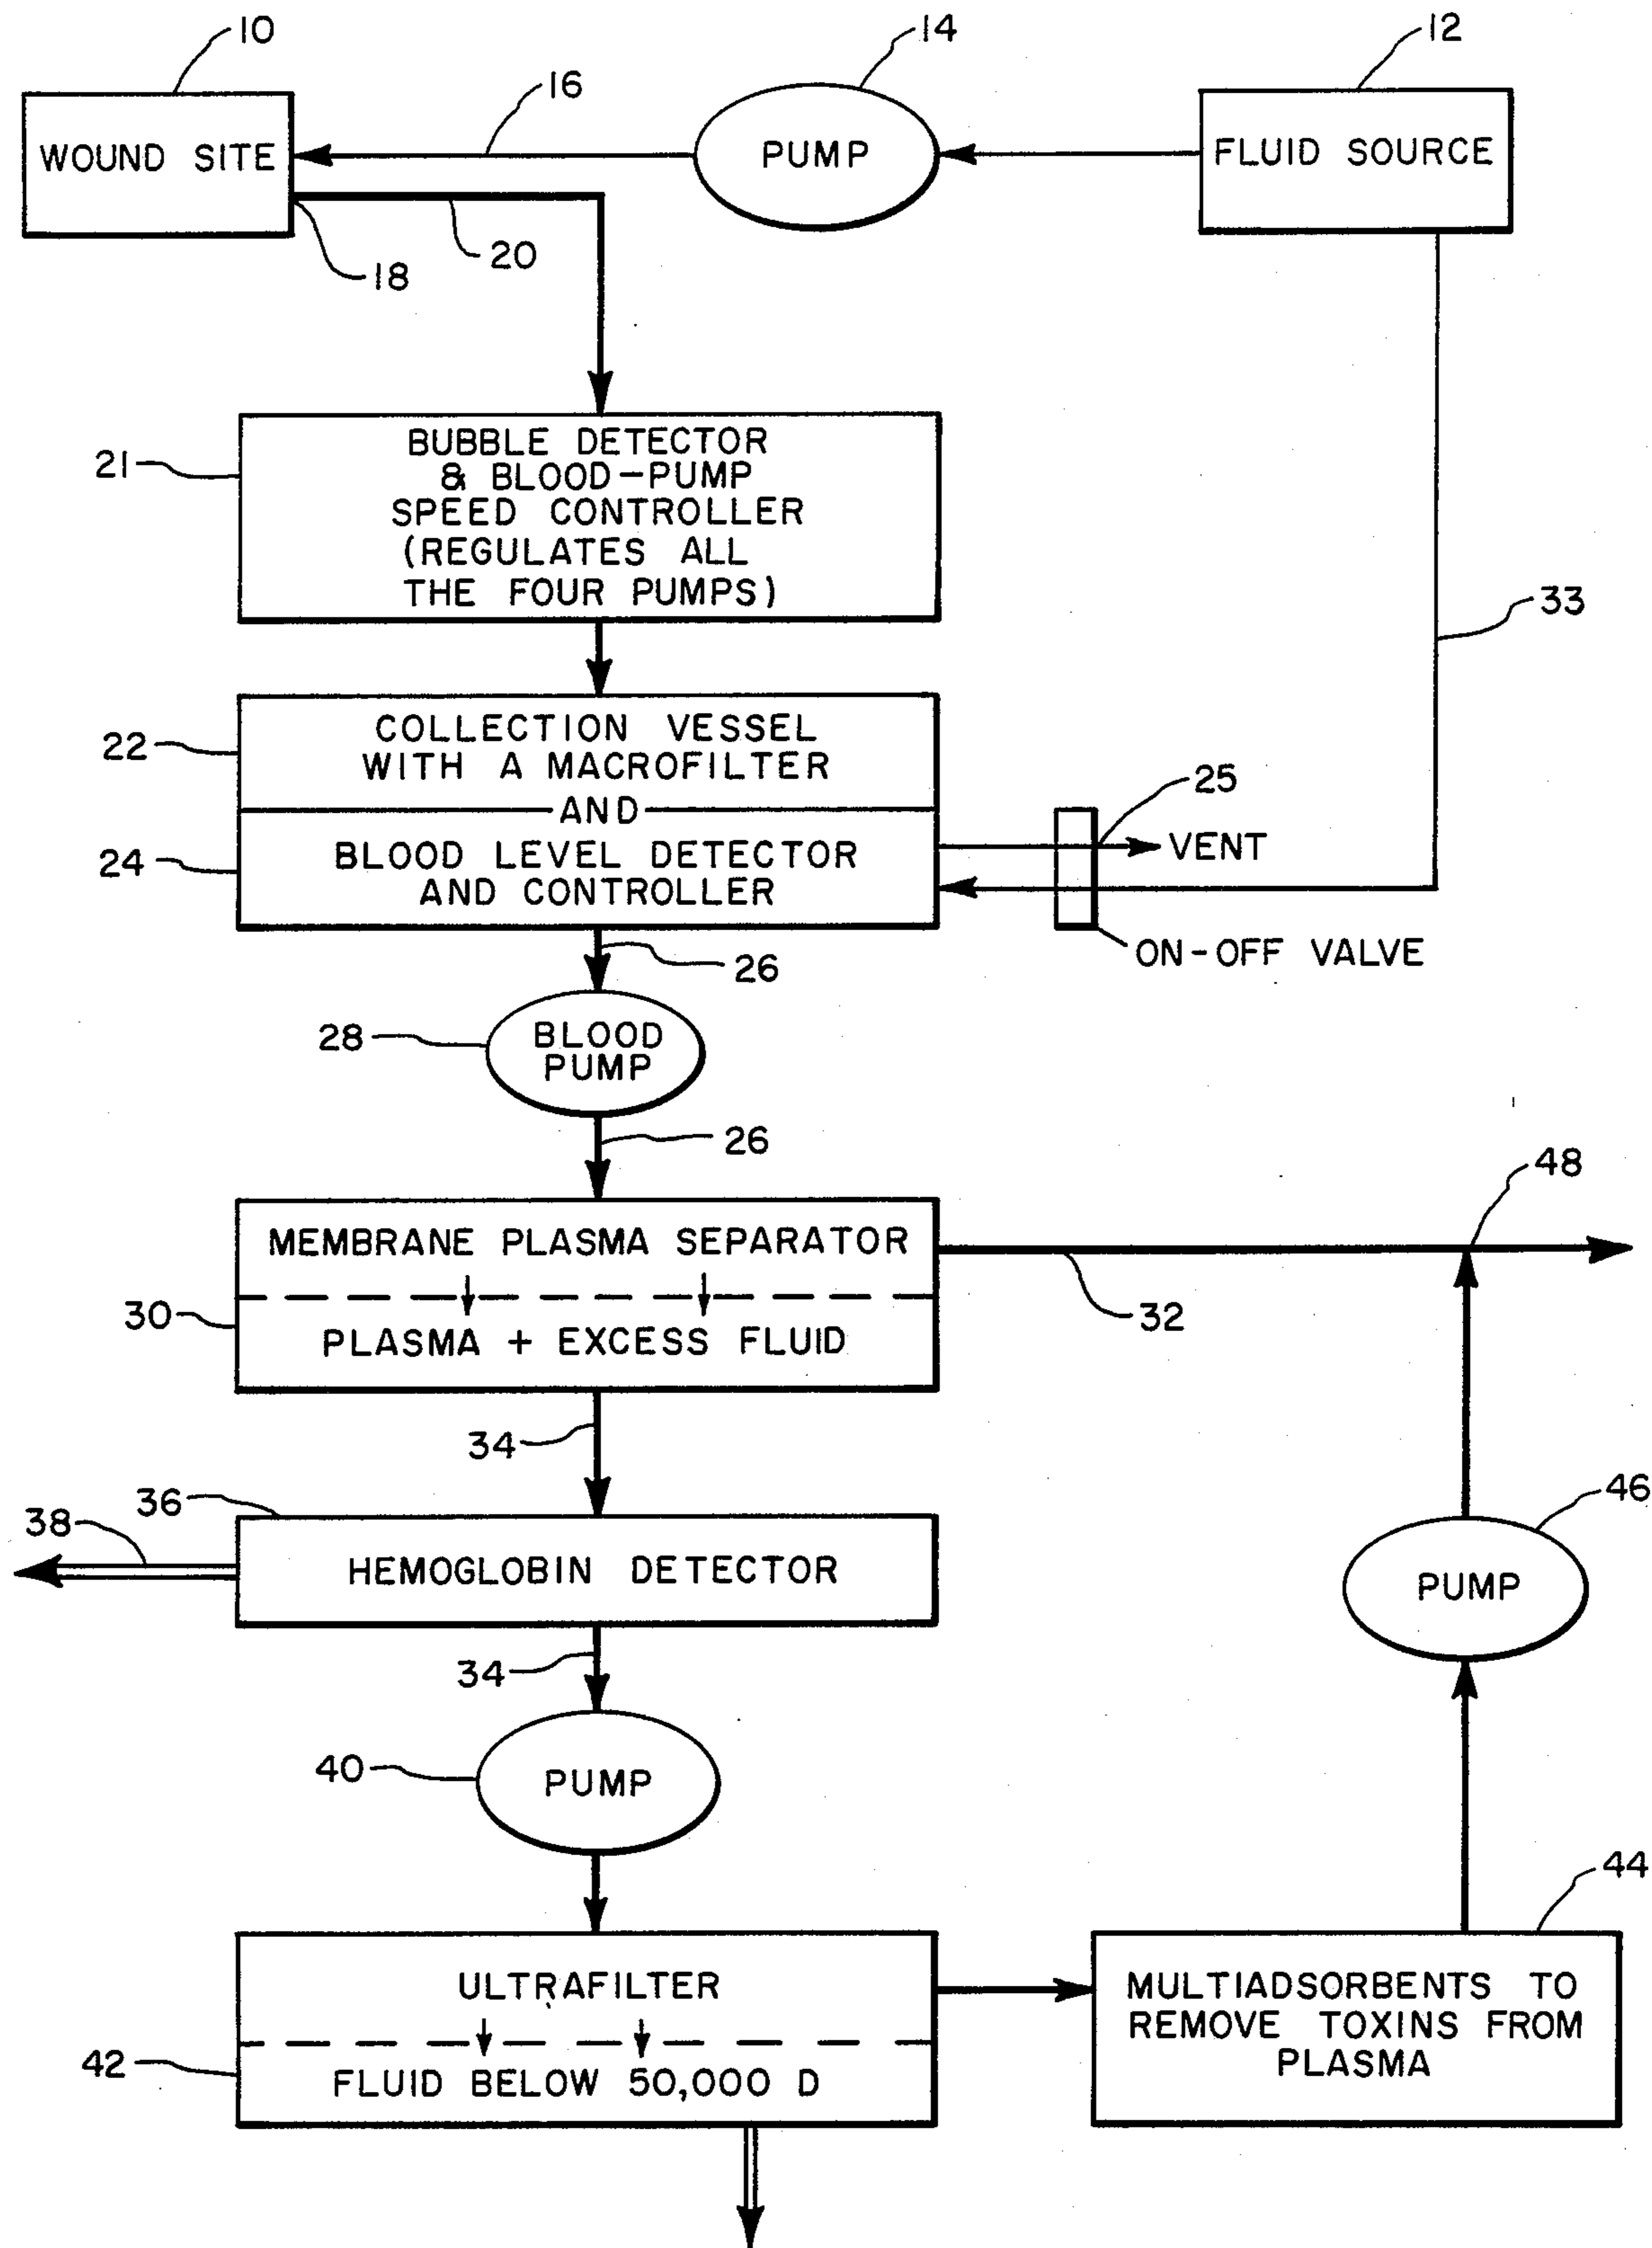 10
14
12
16
WOUND SITE
PUMP
FLUID SOURCE
18
20
21
BUBBLE DETECTOR
& BLOOD-PUMP
SPEED CONTROLLER
(REGULATES ALL
THE FOUR PUMPS)
33
22
COLLECTION VESSEL
WITH A MACROFILTER
AND
24
BLOOD LEVEL DETECTOR
AND CONTROLLER
25
VENT
ON-OFF VALVE
26
28
BLOOD
PUMP
26
48
MEMBRANE PLASMA SEPARATOR
30
PLASMA + EXCESS FLUID
32
34
36
38
HEMOGLOBIN DETECTOR
46
PUMP
34
40
PUMP
44
ULTRAFILTER
42
FLUID BELOW 50,000 D
MULTIADSORBENTS TO
REMOVE TOXINS FROM
PLASMA